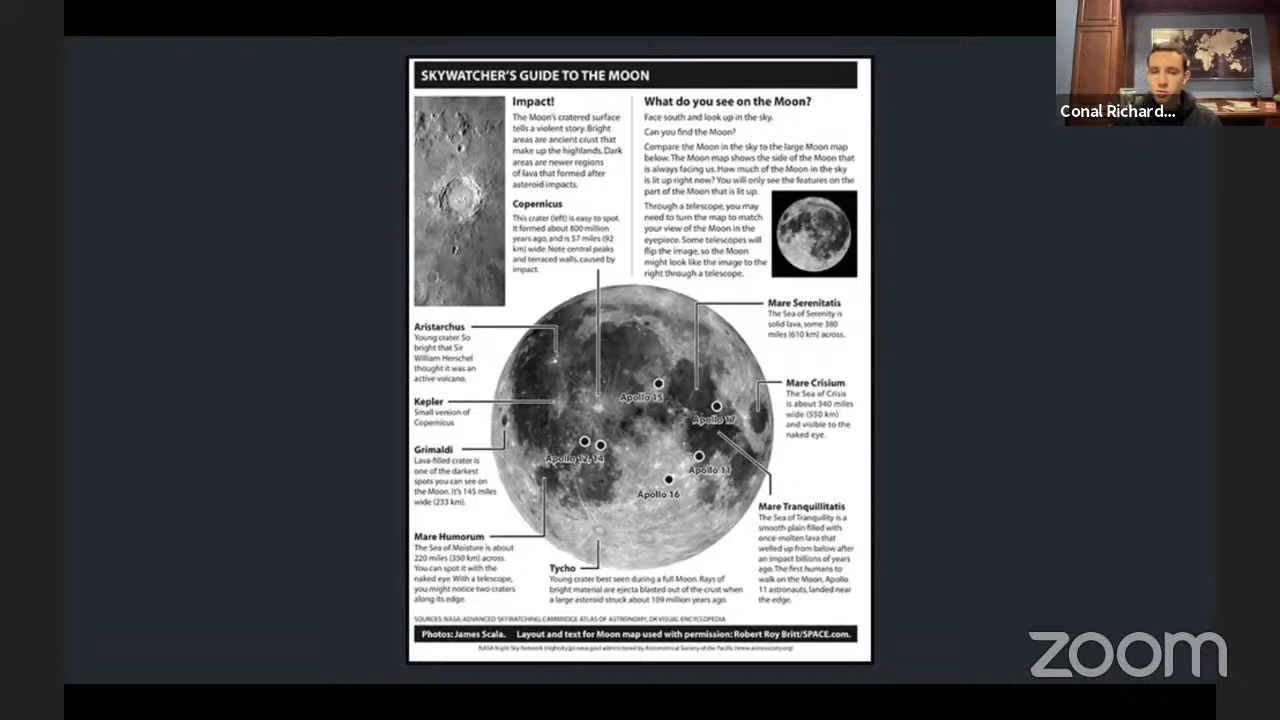 SKYWATCHER'S GUIDE TO THE MOON
Impact!
The Moon's cratered surface
tells a violent story. Bright
areas are ancient crust that
make up the highlands. Dark
areas are newer regions
of lava that formed after
asteroid impacts.
Copernicus
This crater (left) is easy to spot.
It formed about 800 million
years ago, and is 57 miles (92
km) wide. Note central peaks
and terraced walls, caused by
impact.
What do you see on the Moon?
Face south and look up in the sky.
Can you find the Moon?
Compare the Moon in the sky to the large Moon map
below. The Moon map shows the side of the Moon that
is always facing us. How much of the Moon in the sky
is lit up right now? You will only see the features on the
part of the Moon that is lit up.
Through a telescope, you may
need to turn the map to match
your view of the Moon in the
eyepiece. Some telescopes will
flip the image, so the Moon
might look like the image to the
right through a telescope.
Aristarchus
Young crater. So
bright that Sir
William Herschel
thought it was an
active volcano.
Kepler
Small version of
Copernicus
Grimaldi
Lava-filled crater is
one of the darkest
spots you can see on
the Moon. It's 145 miles
wide (233 km).
Mare Humorum
The Sea of Moisture is about
220 miles (350 km) across.
You can spot it with the
naked eye. With a telescope,
you might notice two craters
along its edge.
Apollo 15
Apollo 17
Apollo 12, 14
Apollo 11
Apollo 16
Tycho
Young crater best seen during a full Moon. Rays of
bright material are ejecta blasted out of the crust when
a large asteroid struck about 109 million years ago.
Mare Serenitatis
The Sea of Serenity is
solid lava, some 380
miles (610 km) across.
Mare Crisium
The Sea of Crisis
is about 340 miles
wide (550 km)
and visible to the
naked eye.
Mare Tranquillitatis
The Sea of Tranquility is a
smooth plain filled with
once-molten lava that
welled up from below after
an impact billions of years
ago. The first humans to
walk on the Moon, Apollo
11 astronauts, landed near
the edge.
SOURCES: NASA; ADVANCED SKYWATCHING; CAMBRIDGE ATLAS OF ASTRONOMY, DK VISUAL ENCYCLOPEDIA
Photos: James Scala. Layout and text for Moon map used with permission: Robert Roy Britt/SPACE.com.
NASA Night Sky Network (nightsky.jpl.nasa.gov) administered by Astronomical Society of the Pacific (www.astrosociety.org)
Conal Richard...
zoom